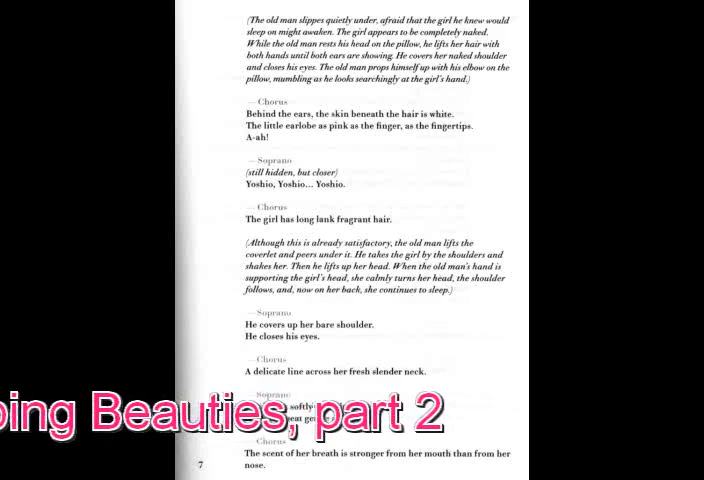 (The old man slippes quietly under, afraid that the girl he knew would
sleep on might awaken. The girl appears to be completely naked.
While the old man rests his head on the pillow, he lifts her hair with
both hands until both ears are showing. He covers her naked shoulder
and closes his eyes. The old man props himself up with his elbow on the
pillow, mumbling as he looks searchingly at the girl's hand.)
—Chorus
Behind the ears, the skin beneath the hair is white.
The little earlobe as pink as the finger, as the fingertips.
A-ah!
—Soprano
(still hidden, but closer)
Yoshio, Yoshio... Yoshio.
—Chorus
The girl has long lank fragrant hair.
(Although this is already satisfactory, the old man lifts the
coverlet and peers under it. He takes the girl by the shoulders and
shakes her. Then he lifts up her head. When the old man's hand is
supporting the girl's head, she calmly turns her head, the shoulder
follows, and, now on her back, she continues to sleep.)
—Soprano
He covers up her bare shoulder.
He closes his eyes.
—Chorus
A delicate line across her fresh slender neck.
—Soprano
softly
Beauties, part 2
—Chorus
The scent of her breath is stronger from her mouth than from her
nose.
7